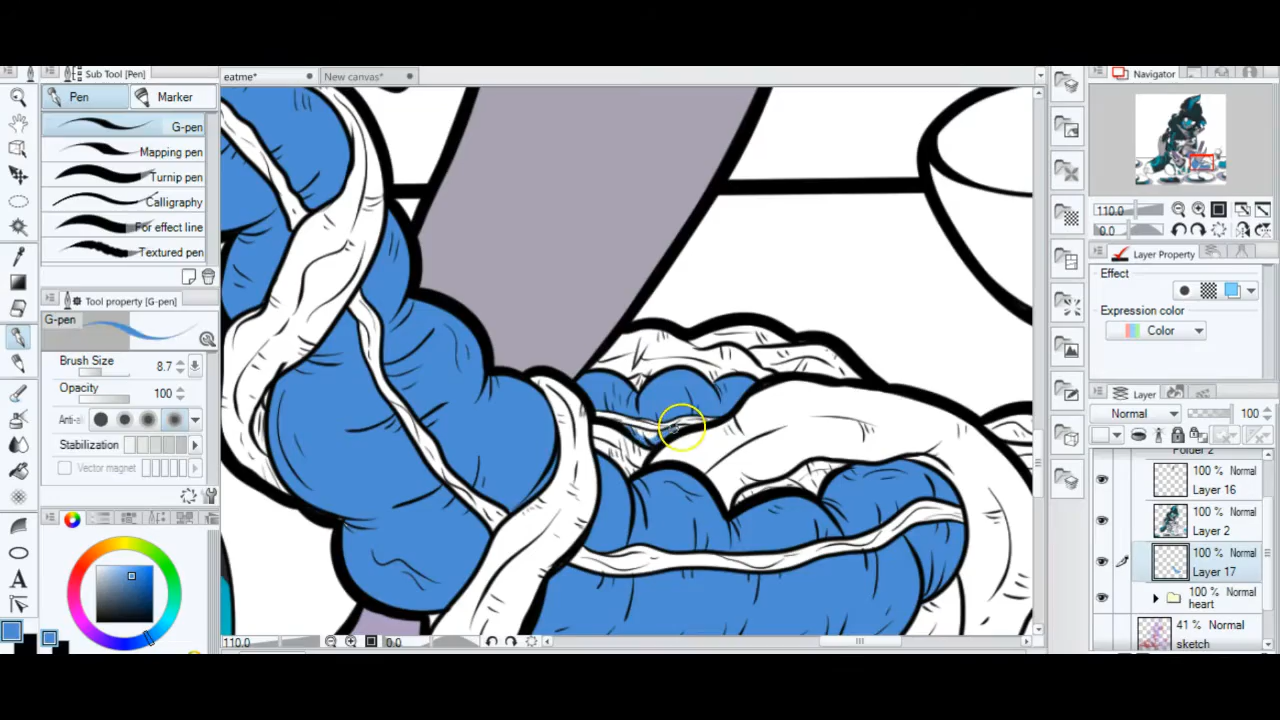 Sub Tool [Pen]
eatme*
New canvas*
Navigator
Pen
Marker
G-pen
Mapping pen
Turnip pen
Calligraphy
For effect line
Textured pen
110.0
0.0
Layer Property
Effect
Expression color
Color
Tool property [G-pen]
G-pen
Brush Size
8.7
Opacity
100
Stabilization
Vector magnet
Layer
Normal
100
Folder 2
100 % Normal
Layer 16
100 % Normal
Layer 2
100 % Normal
Layer 17
100 % Normal
heart
41 % Normal
sketch
A
110.0
0.0